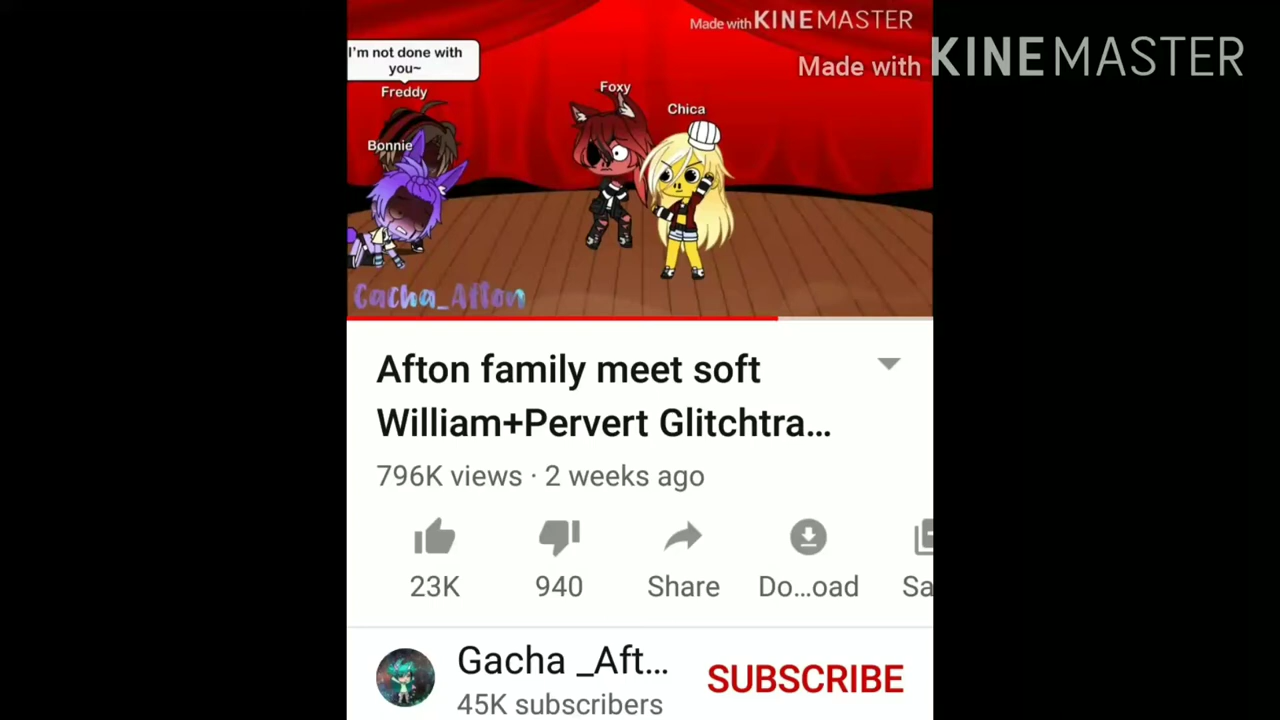 Made with KINEMASTER
Made with KINEMASTER
I'm not done with
you~
Freddy
Foxy
Chica
Bonnie
Gacha_Afton
Afton family meet soft
William+Pervert Glitchtra...
796K views · 2 weeks ago
23K
940
Share
Do...oad
Sa
Gacha _Aft...
SUBSCRIBE
45K subscribers